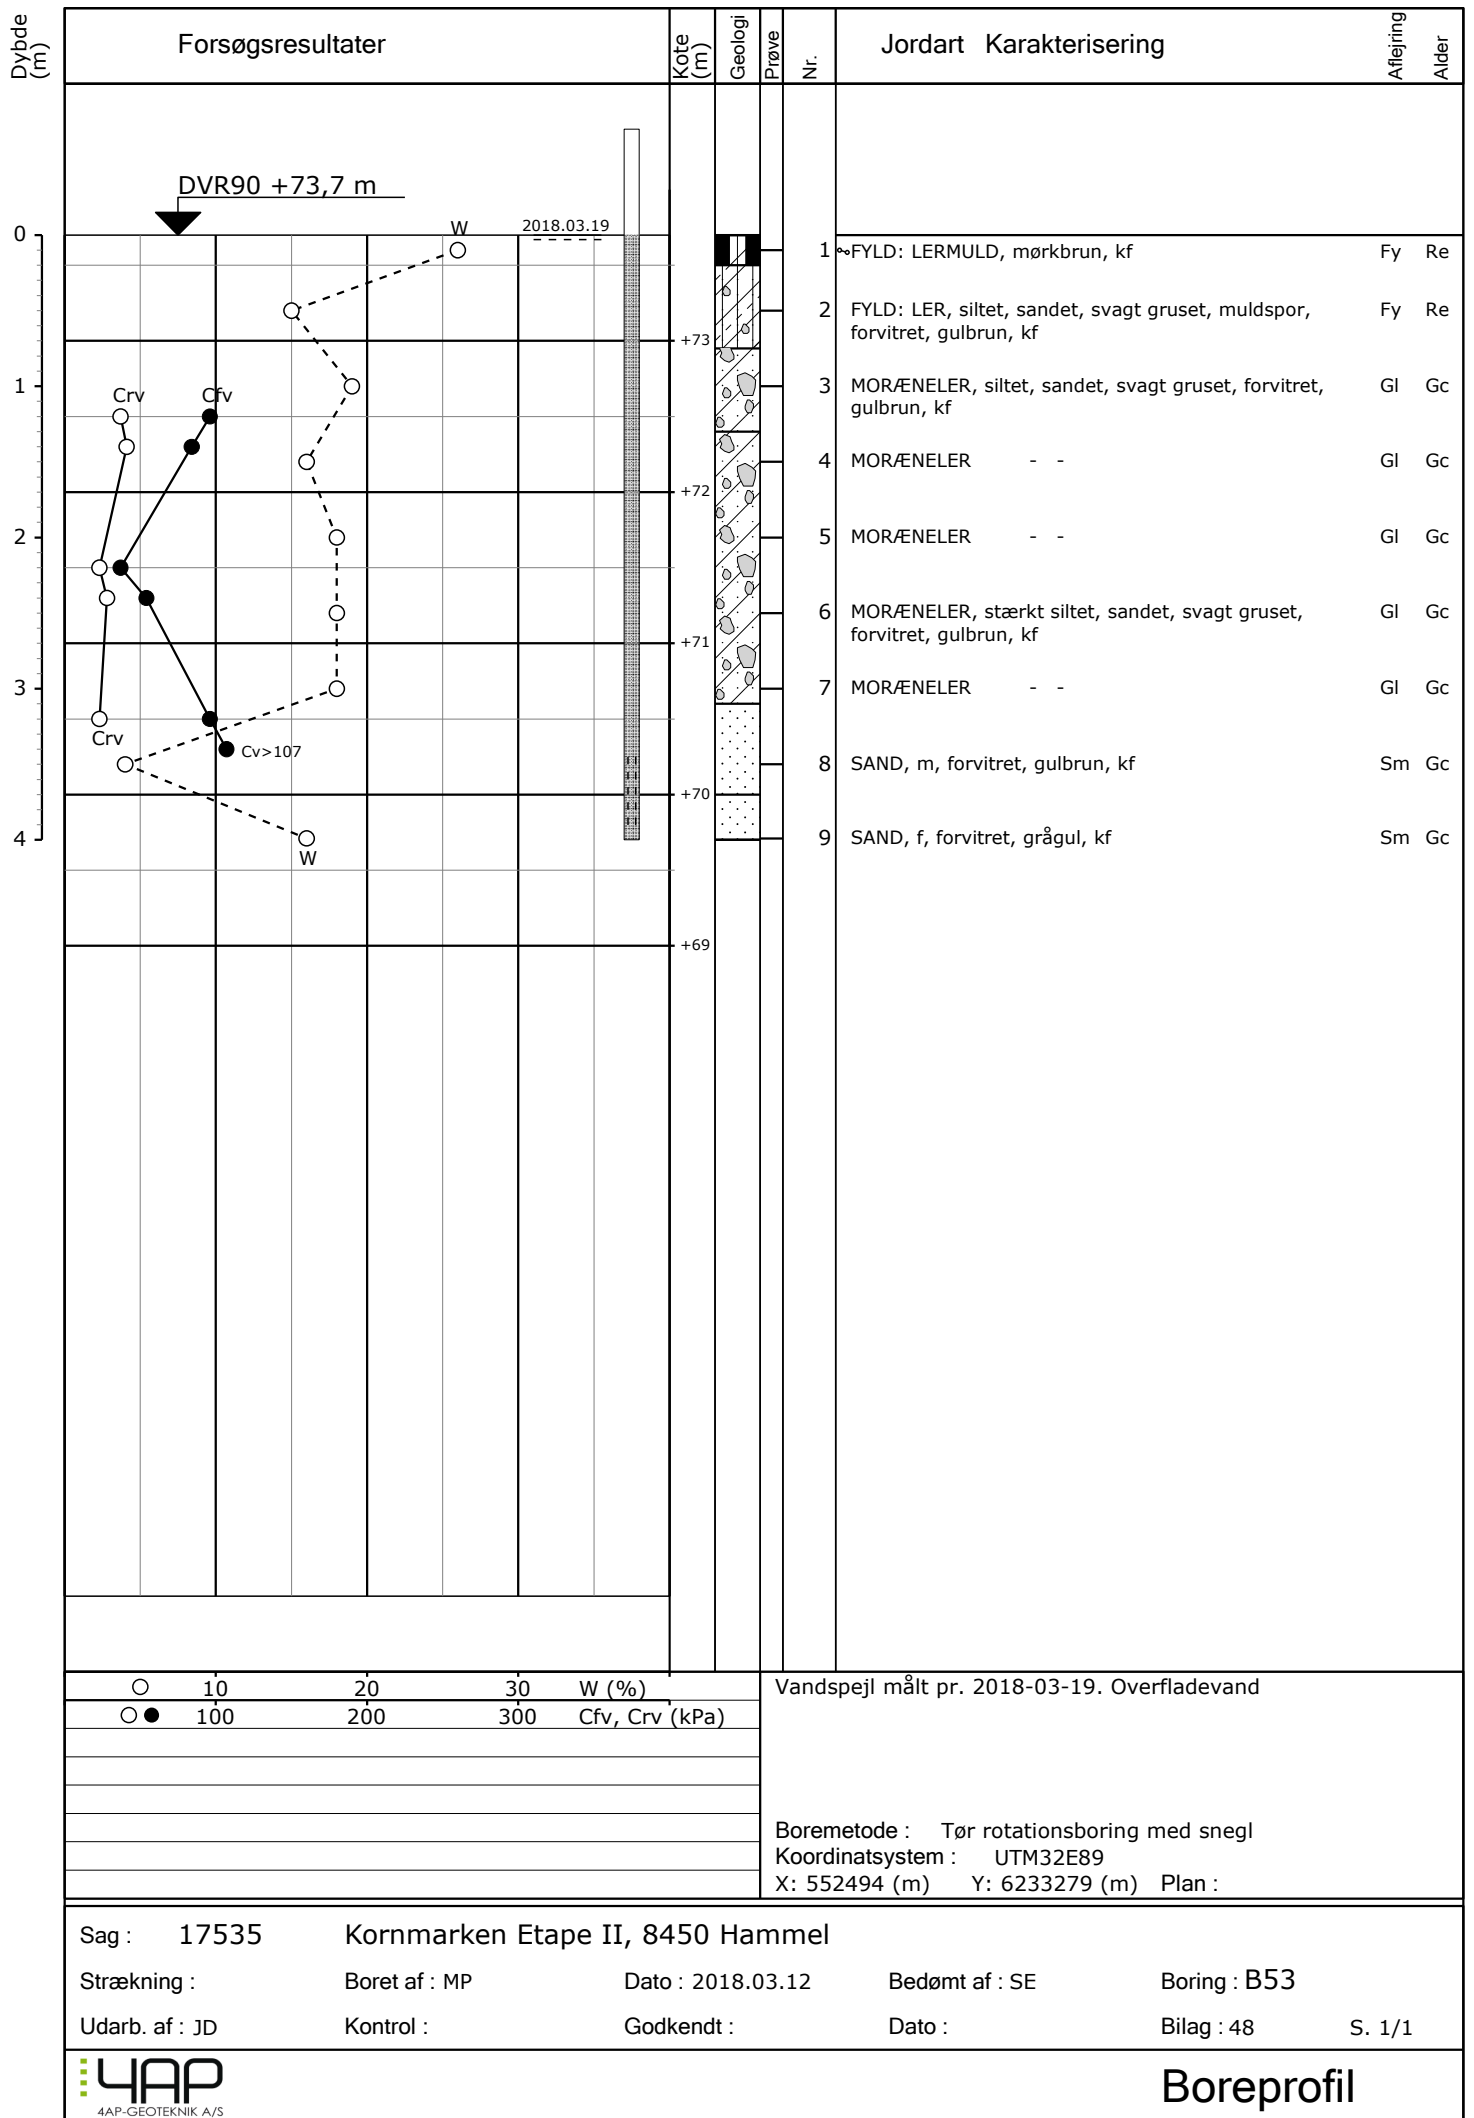 Dybde (m)
Forsøgsresultater
Kote (m)
Geologi
Prøve
Nr.
Jordart Karakterisering
Aflejring
Alder
DVR90 +73,7 m
W
2018.03.19
0
1 FYLD: LERMULD, mørkbrun, kf Fy Re
2 FYLD: LER, siltet, sandet, svagt gruset, muldspor, Fy Re
forvitret, gulbrun, kf
+73
1
Crv
Cfv
3 MORÆNELER, siltet, sandet, svagt gruset, forvitret, Gl Gc
gulbrun, kf
4 MORÆNELER - - Gl Gc
+72
2
5 MORÆNELER - - Gl Gc
6 MORÆNELER, stærkt siltet, sandet, svagt gruset, Gl Gc
forvitret, gulbrun, kf
+71
3
7 MORÆNELER - - Gl Gc
Crv
Cv>107
8 SAND, m, forvitret, gulbrun, kf Sm Gc
+70
4
W
9 SAND, f, forvitret, grågul, kf Sm Gc
+69
10 20 30 W (%)
100 200 300 Cfv, Crv (kPa)
Vandspejl målt pr. 2018-03-19. Overfladevand
Boremetode : Tør rotationsboring med snegl
Koordinatsystem : UTM32E89
X: 552494 (m) Y: 6233279 (m) Plan :
Sag : 17535 Kornmarken Etape II, 8450 Hammel
Strækning : Boret af : MP Dato : 2018.03.12 Bedømt af : SE Boring : B53
Udarb. af : JD Kontrol : Godkendt : Dato : Bilag : 48 S. 1/1
4AP
4AP-GEOTEKNIK A/S
Boreprofil